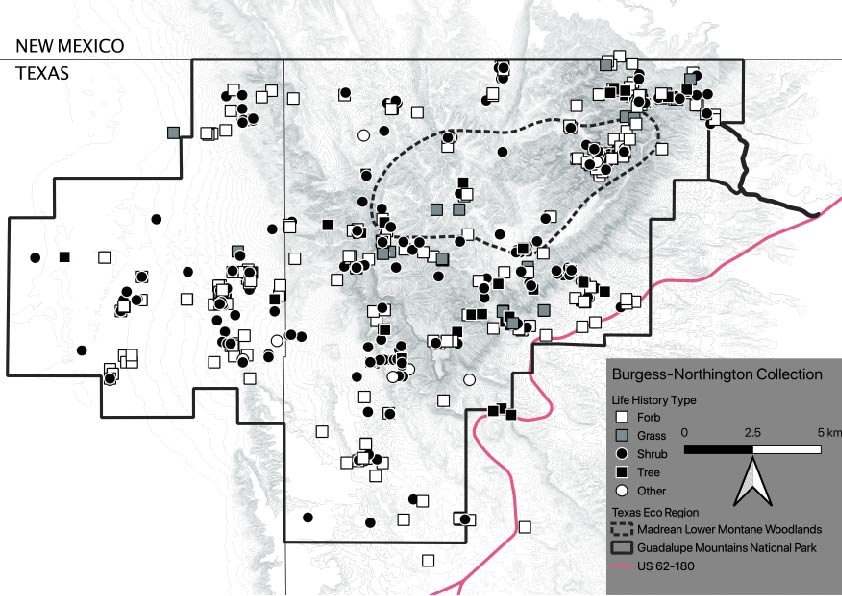 NEW MEXICO
TEXAS
Burgess-Northington Collection
Life History Type
Forb
Grass
Shrub
Tree
Other
0 2.5 5 km
Texas Eco Region
Madrean Lower Montane Woodlands
Guadalupe Mountains National Park
US 62-180